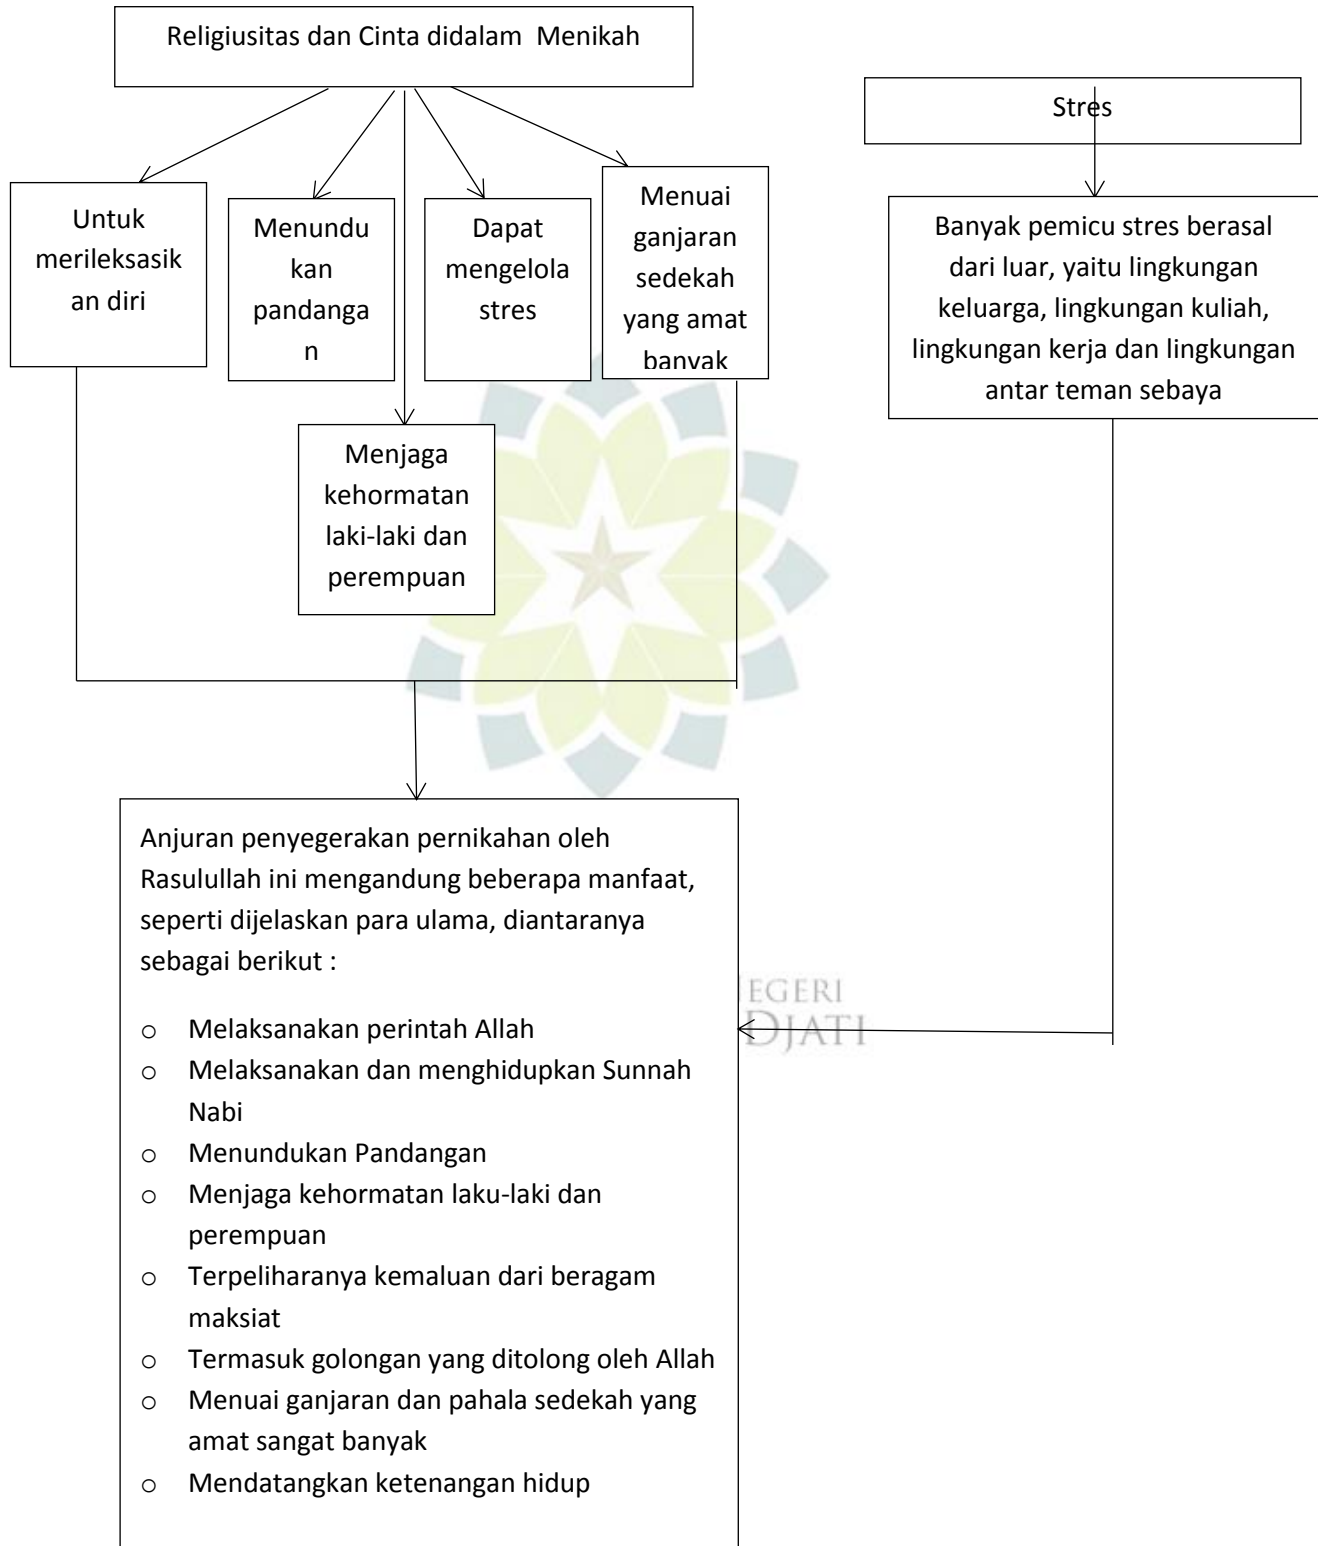 Religiusitas dan Cinta didalam Menikah
Stres
Untuk
merileksasik
an diri
Menundu
kan
pandanga
n
Dapat
mengelola
stres
Menuai
ganjaran
sedekah
yang amat
banyak
Banyak pemicu stres berasal
dari luar, yaitu lingkungan
keluarga, lingkungan kuliah,
lingkungan kerja dan lingkungan
antar teman sebaya
Menjaga
kehormatan
laki-laki dan
perempuan
Anjuran penyegerakan pernikahan oleh
Rasulullah ini mengandung beberapa manfaat,
seperti dijelaskan para ulama, diantaranya
sebagai berikut :
o Melaksanakan perintah Allah
o Melaksanakan dan menghidupkan Sunnah
Nabi
o Menundukan Pandangan
o Menjaga kehormatan laku-laki dan
perempuan
o Terpeliharanya kemaluan dari beragam
maksiat
o Termasuk golongan yang ditolong oleh Allah
o Menuai ganjaran dan pahala sedekah yang
amat sangat banyak
o Mendatangkan ketenangan hidup
EGERI
DJATI